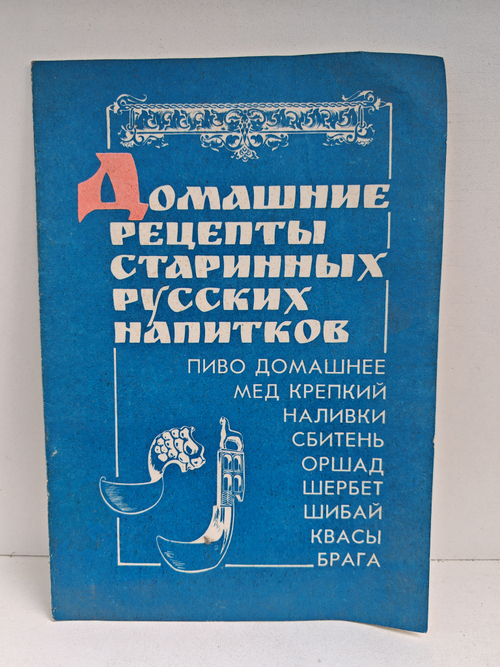 Домашние
рецепты
старинных
русских
напитков
ПИВО ДОМАШНЕЕ
МЕД КРЕПКИЙ
НАЛИВКИ
СБИТЕНЬ
ОРШАД
ШЕРБЕТ
ШИБАЙ
КВАСЫ
БРАГА